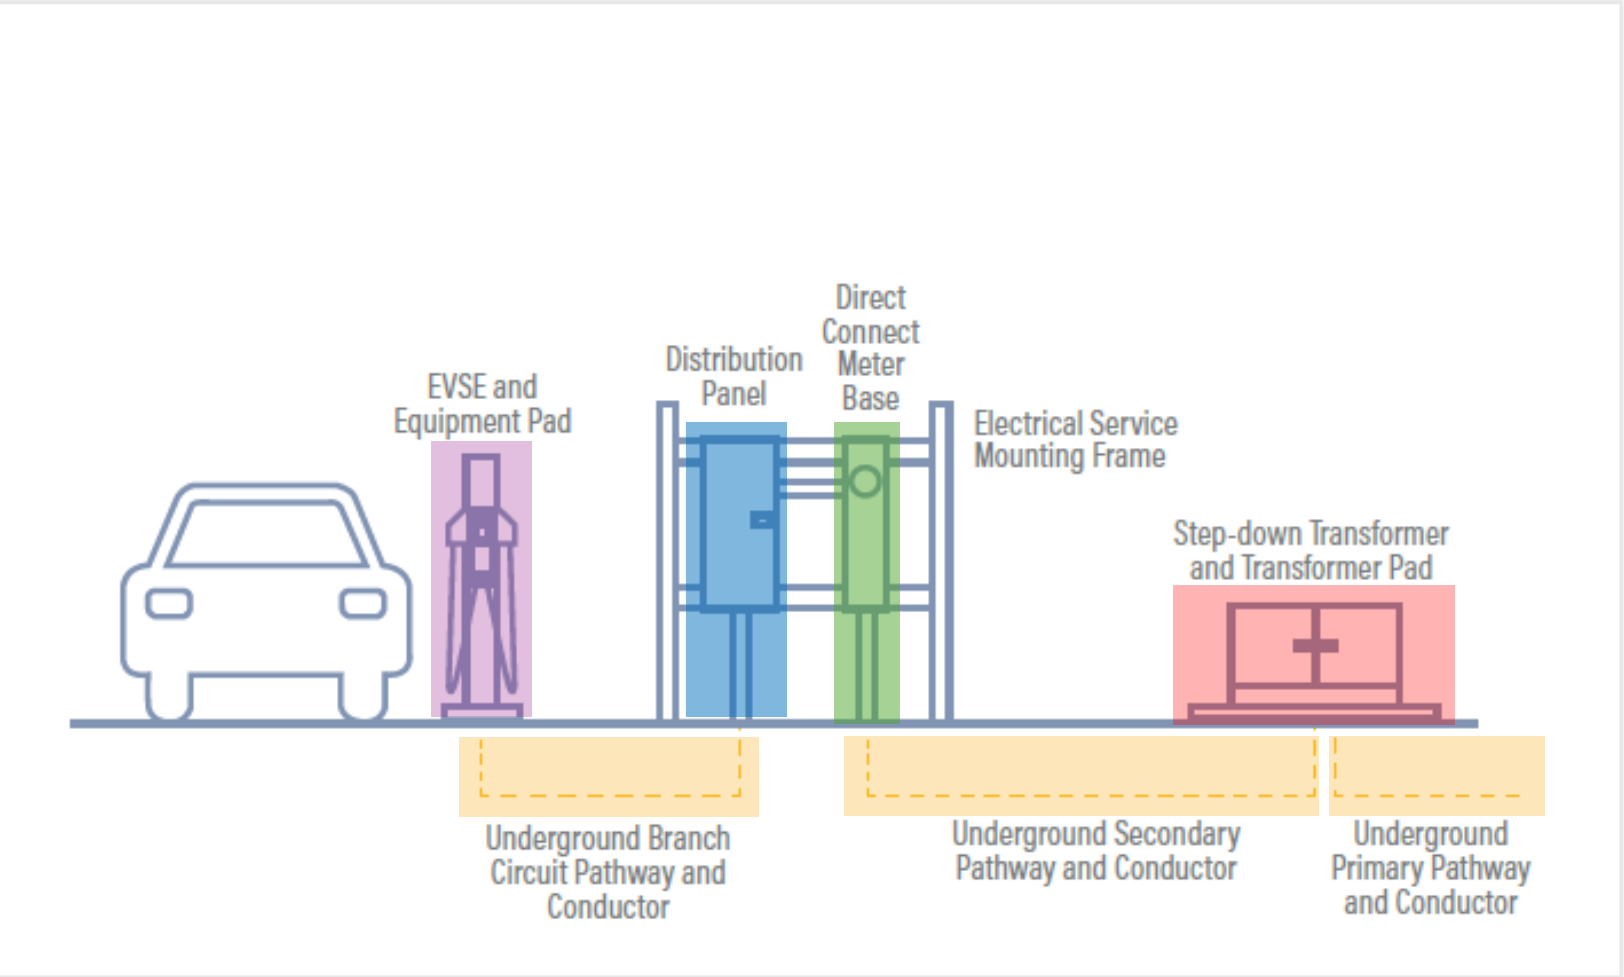 Direct
Connect
Meter
Base
Distribution
Panel
EVSE and
Equipment Pad
Electrical Service
Mounting Frame
Step-down Transformer
and Transformer Pad
Underground Branch
Circuit Pathway and
Conductor
Underground Secondary
Pathway and Conductor
Underground
Primary Pathway
and Conductor